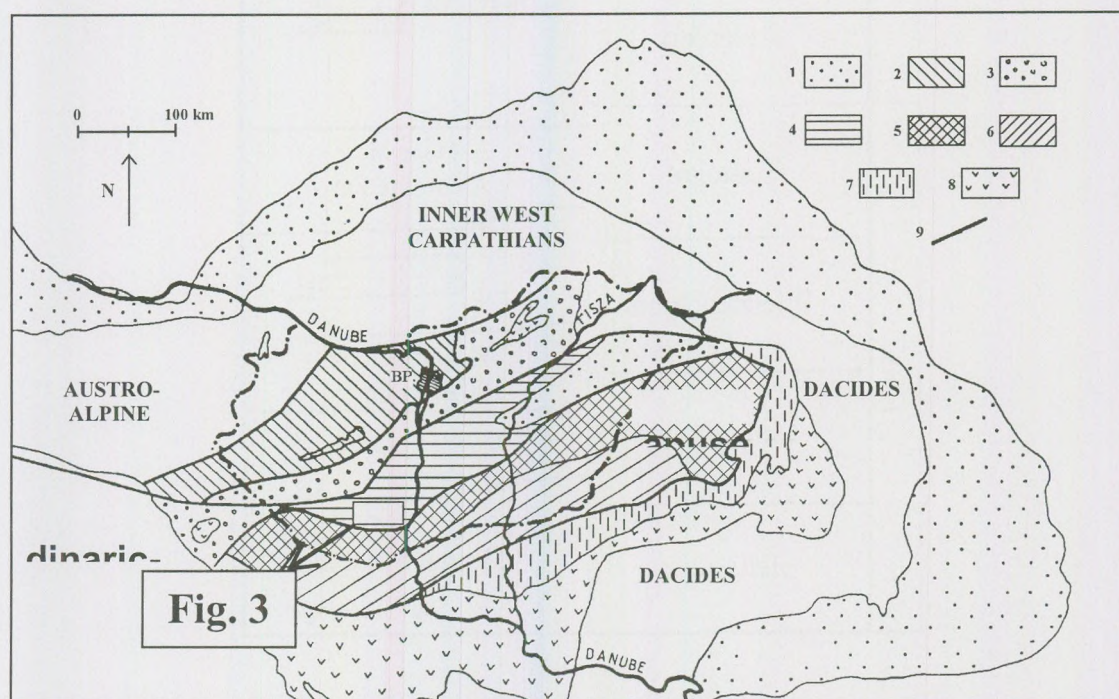 1
2
3
0
100 km
4
5
6
N
7
8
9
INNER WEST
CARPATHIANS
DANUBE
TISZA
BP
AUSTRO-
ALPINE
DACIDES
dinaric-
DACIDES
Fig. 3
DANUBE